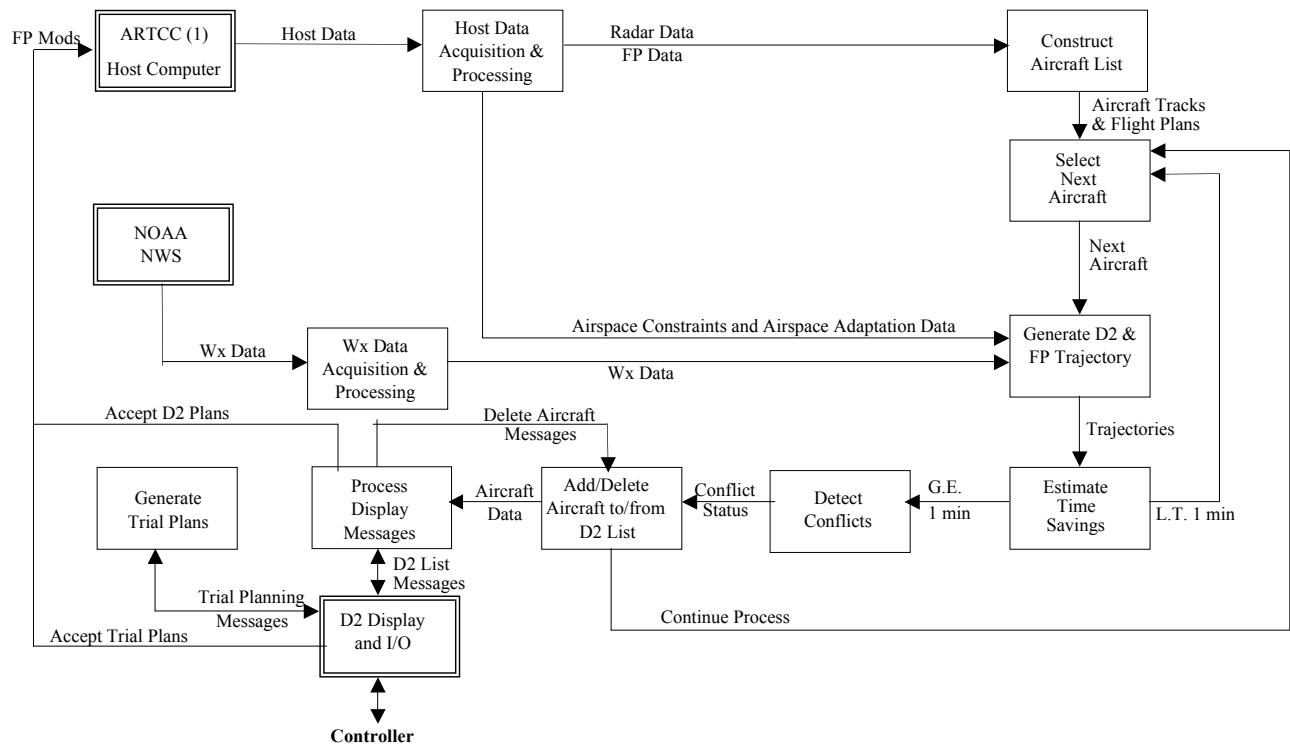 FP Mods
ARTCC (1)
Host Computer
Host Data
Host Data
Acquisition &
Processing
Radar Data
FP Data
Construct
Aircraft List
Aircraft Tracks
& Flight Plans
Select
Next
Aircraft
NOAA
NWS
Next
Aircraft
Airspace Constraints and Airspace Adaptation Data
Generate D2 &
FP Trajectory
Wx Data
Wx Data
Acquisition &
Processing
Wx Data
Accept D2 Plans
Delete Aircraft
Messages
Trajectories
Generate
Trial Plans
Process
Display
Messages
Aircraft
Data
Add/Delete
Aircraft to/from
D2 List
Conflict
Status
Detect
Conflicts
G.E.
1 min
Estimate
Time
Savings
L.T. 1 min
D2 List
Messages
Trial Planning
Messages
D2 Display
and I/O
Continue Process
Accept Trial Plans
Controller